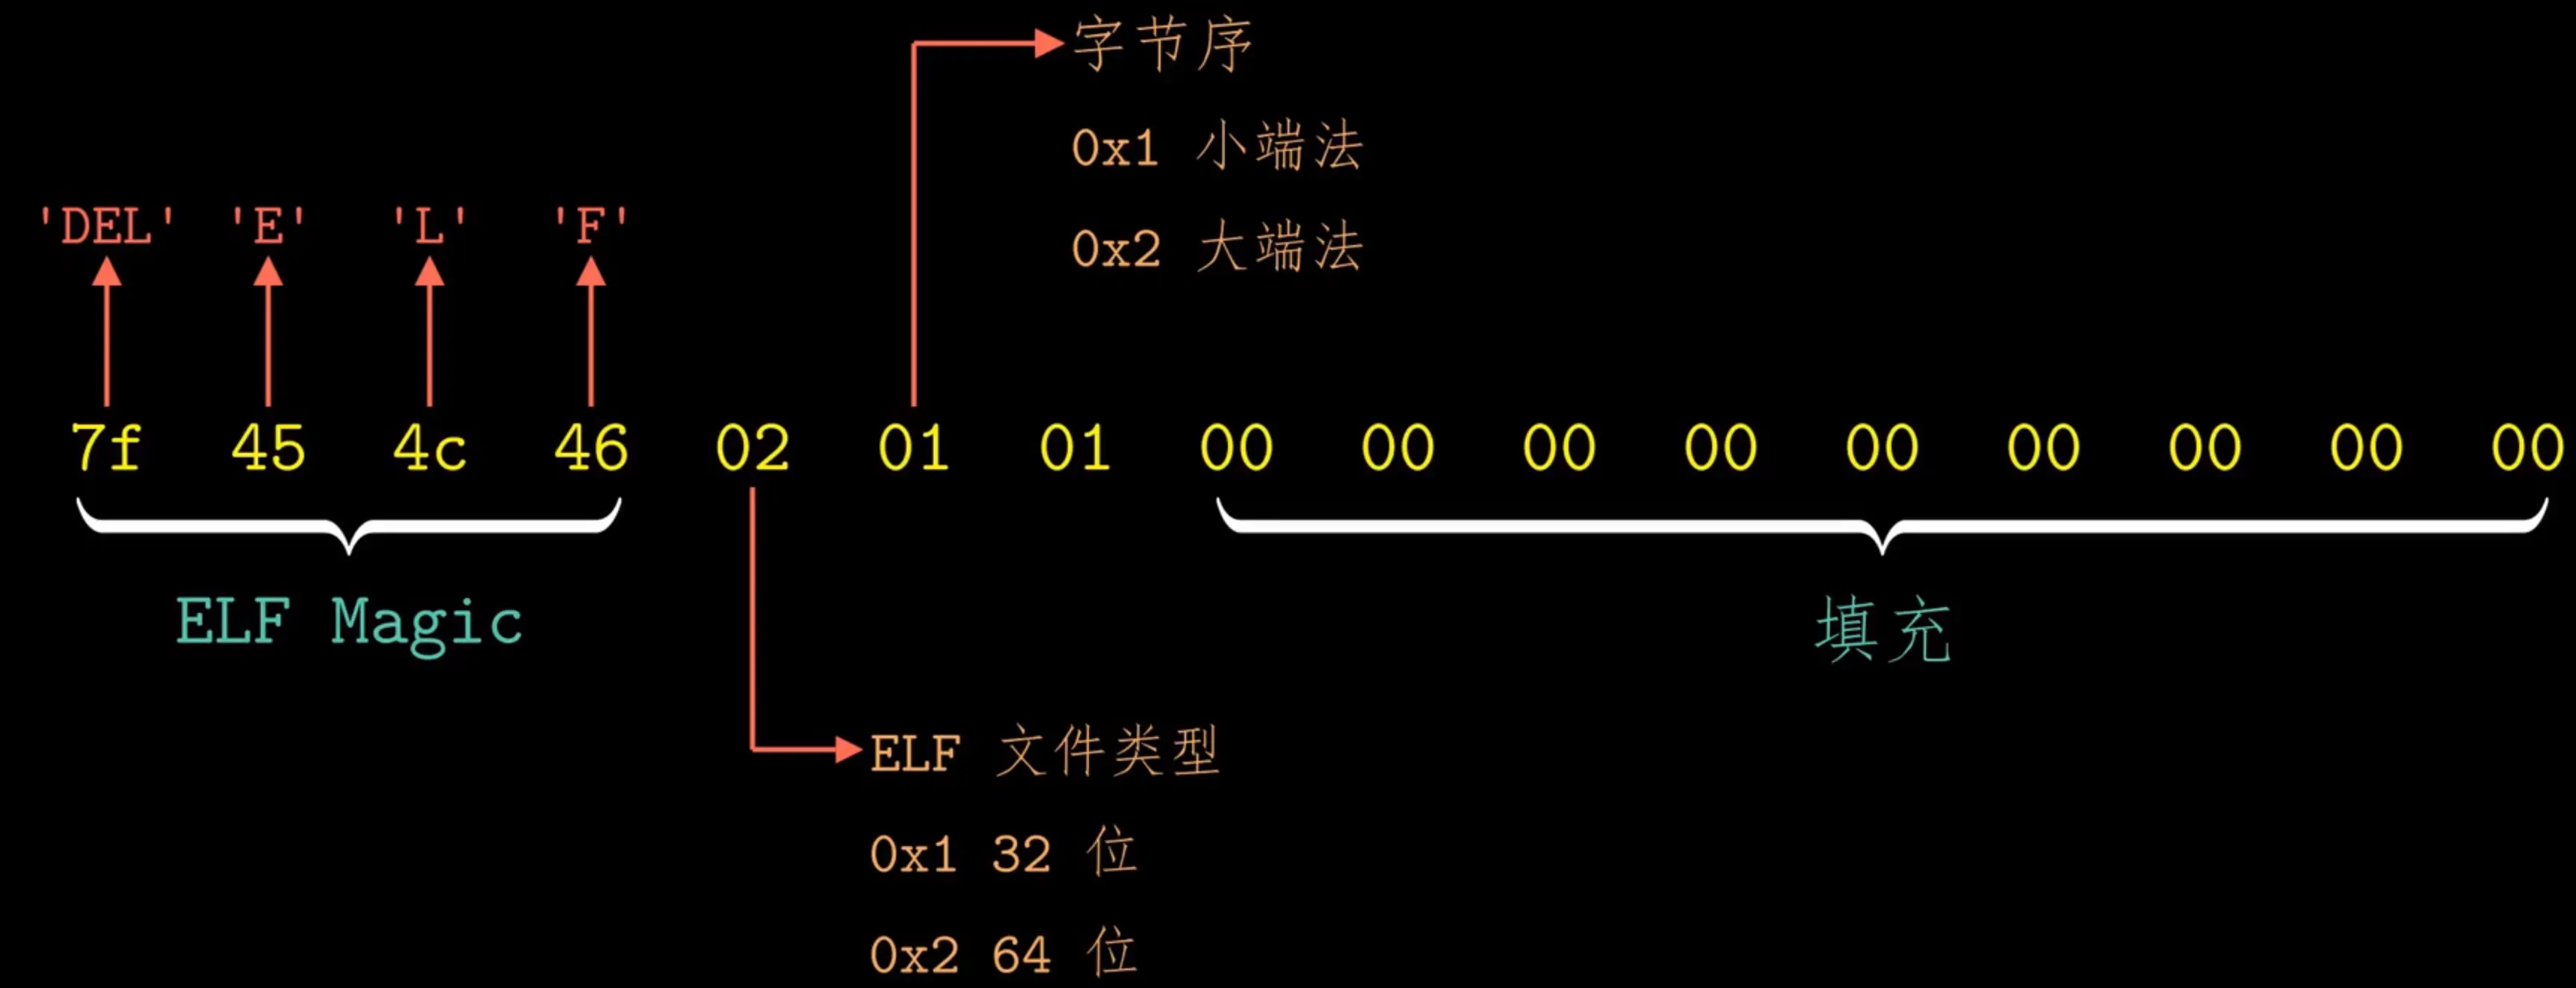 字节序
0x1 小端法
0x2 大端法
'DEL' 'E' 'L' 'F'
7f 45 4c 46 02 01 01 00 00 00 00 00 00 00 00 00
ELF Magic
填充
ELF 文件类型
0x1 32 位
0x2 64 位